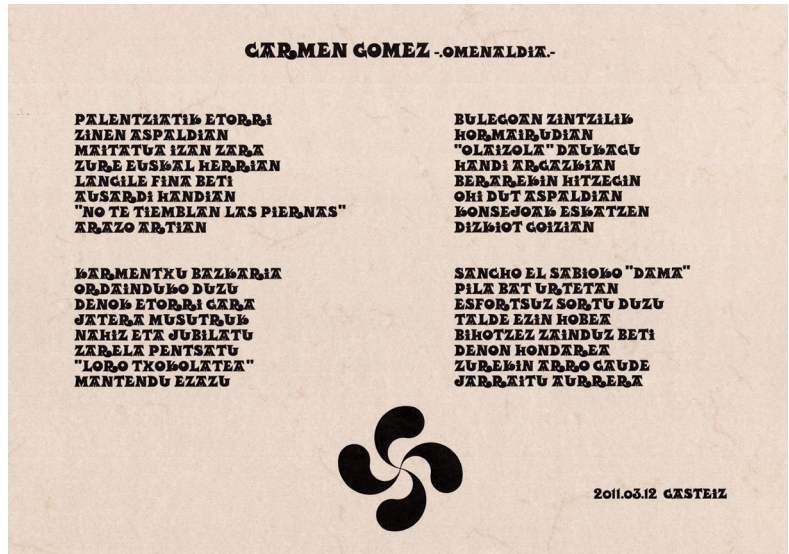 CARMEN GOMEZ -.OMENALDiA.-
PALENTZiATiK ETORRi
ZiNEN ASPALDiAN
MAiTATUA iZAN ZARA
ZURE EUSKAL HERRiAN
LANGiLE FiNA BETi
AUSARDi HANDiAN
"NO TE TiEMBLAN LAS PiERNAS"
ARAZO ARTiAN
KARMENTXU BAZKARiA
ORDAiNDUKO DUZU
DENOK ETORRi GARA
JATERA MUSUTRUK
NAHiZ ETA JUBiLATU
ZARELA PENTSATU
"LORO TXOKOLATEA"
MANTENDU EZAZU
BULEGOAN ZiNTZiLiK
HORMAiRUDiAN
"OLAiZOLA" DAUKAGU
HANDi ARGAZKiAN
BERAREKiN HiTZEGiN
OHi DUT ASPALDiAN
KONSEJOAK ESKATZEN
DiZKiOT GOiZiAN
SANCHO EL SABiOKO "DAMA"
PiLA BAT URTETAN
ESFORTSUZ SORTU DUZU
TALDE EZiN HOBEA
BiHOTZEZ ZAiNDUZ BETi
DENON HONDAREA
ZUREKiN ARRO GAUDE
JARRAiTU AURRERA
2011.03.12 GASTEiZ